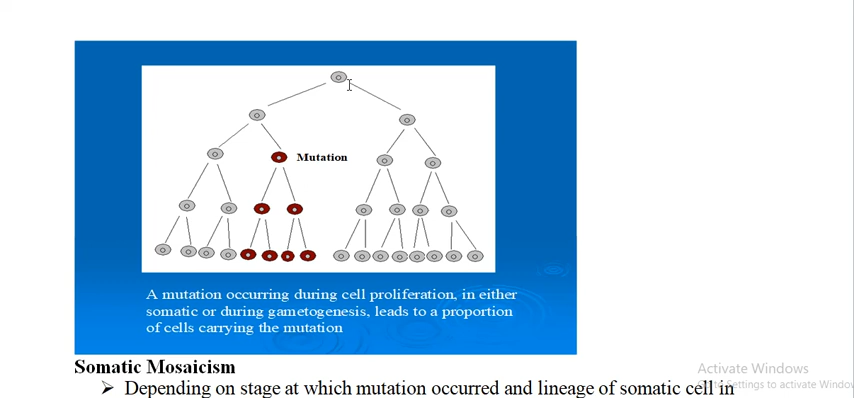 Mutation
A mutation occurring during cell proliferation, in either
somatic or during gametogenesis, leads to a proportion
of cells carrying the mutation
Somatic Mosaicism
➢ Depending on stage at which mutation occurred and lineage of somatic cell in
Activate Windows
Go to Settings to activate Windows